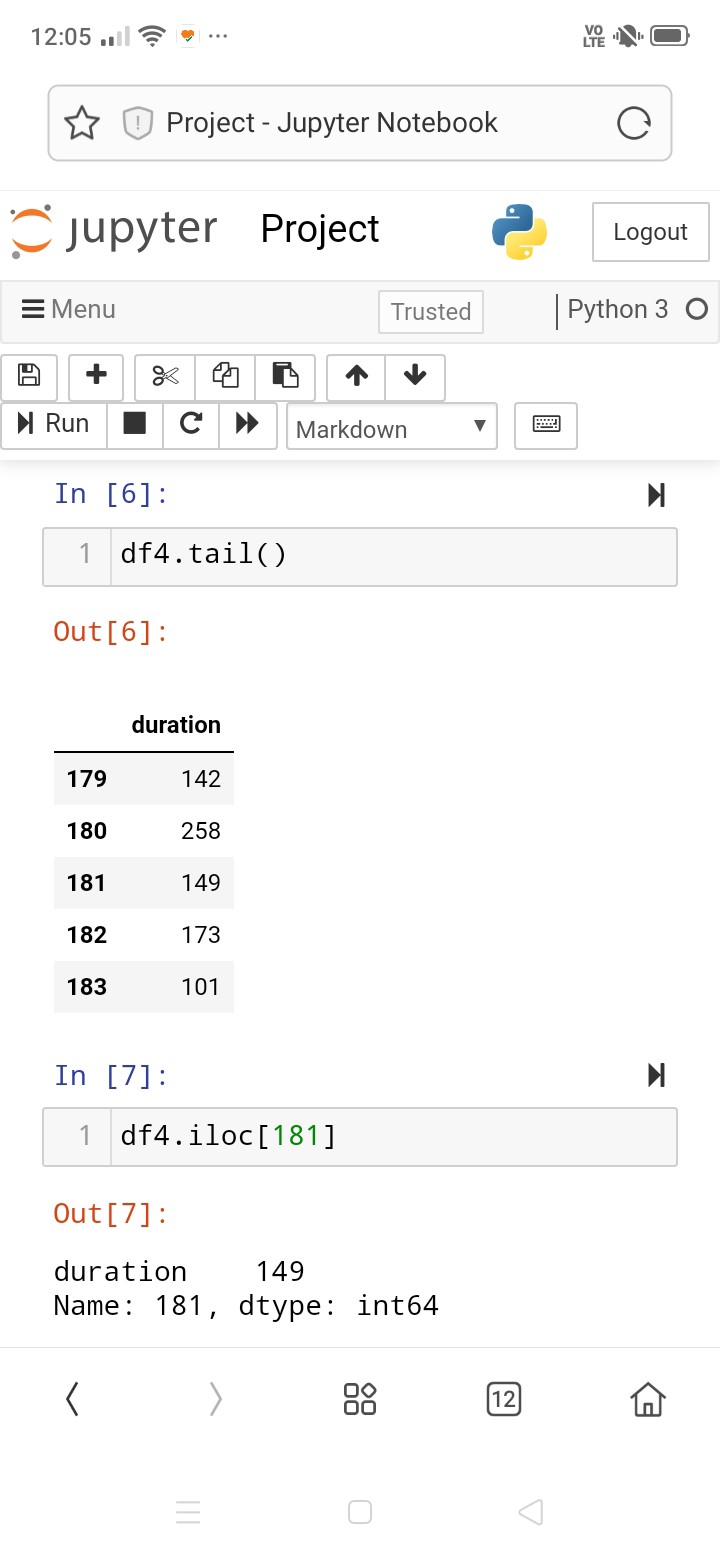 12:05
VO
LTE
Project - Jupyter Notebook
jupyter Project Logout
Menu Trusted Python 3
Run Markdown
In [6]:
1 df4.tail()
Out[6]:
duration
179 142
180 258
181 149
182 173
183 101
In [7]:
1 df4.iloc[181]
Out[7]:
duration 149
Name: 181, dtype: int64
12